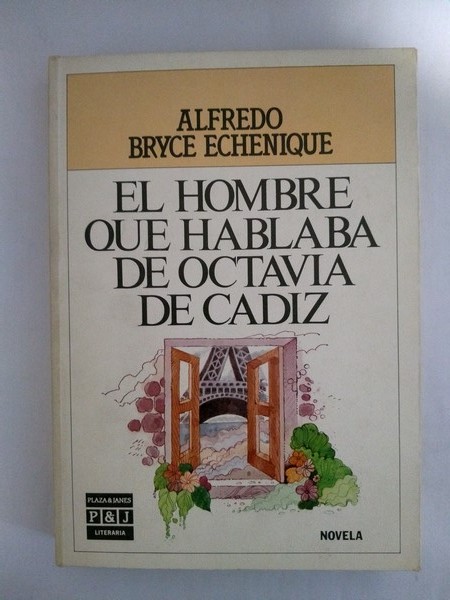 ALFREDO
BRYCE ECHENIQUE
EL HOMBRE
QUE HABLABA
DE OCTAVIA
DE CADIZ
PLAZA & JANES
P&J
LITERARIA
NOVELA